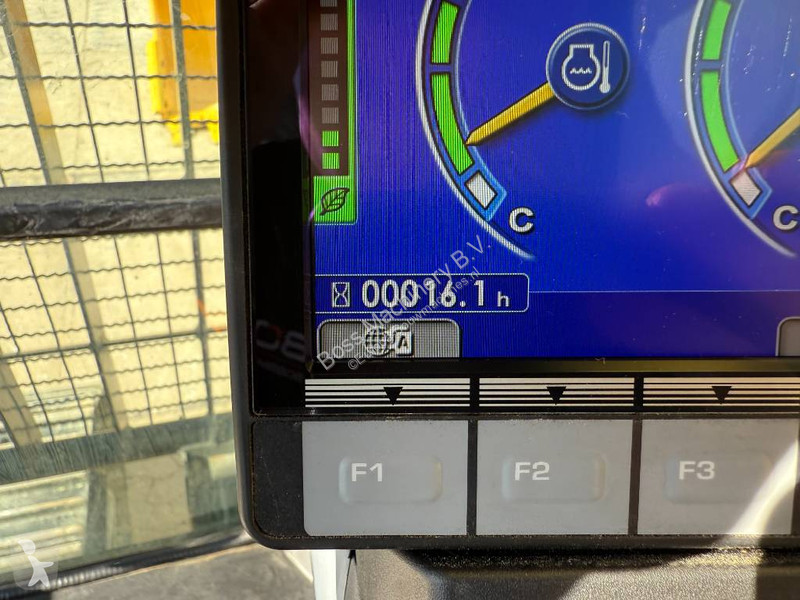 C
C
00016.1 h
A
Boss Machinery B.V.
F1
F2
F3